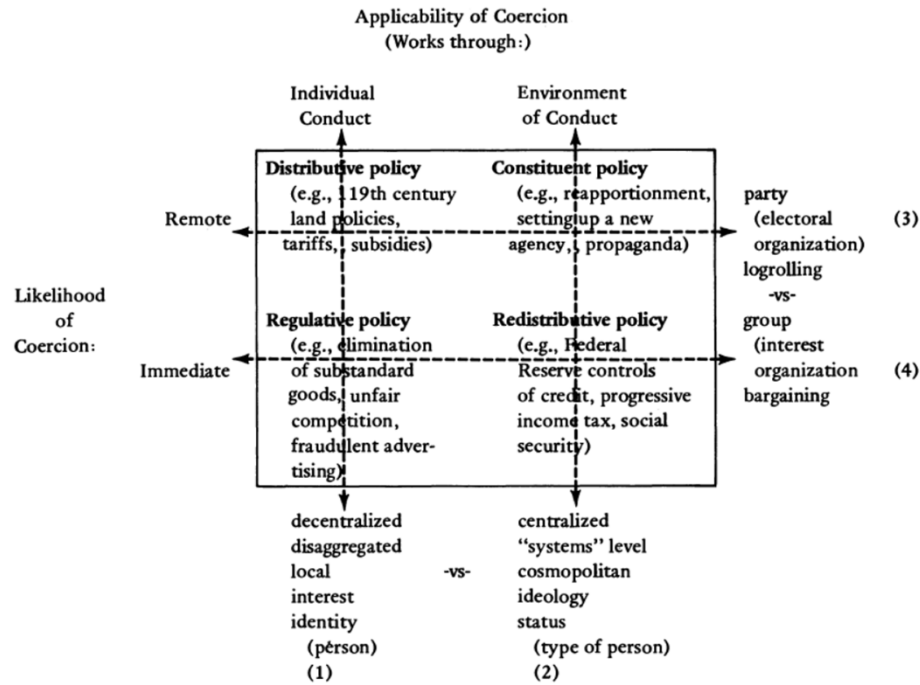 Applicability of Coercion
(Works through:)
Individual
Conduct
Environment
of Conduct
Distributive policy
(e.g., 119th century
land policies,
tariffs, subsidies)
Constituent policy
(e.g., reapportionment,
setting up a new
agency, propaganda)
Remote
party
(electoral
organization)
logrolling
-vs-
group
(interest
organization
bargaining
(3)
(4)
Likelihood
of
Coercion:
Immediate
Regulative policy
(e.g., elimination
of substandard
goods, unfair
competition,
fraudulent adver-
tising)
Redistributive policy
(e.g., Federal
Reserve controls
of credit, progressive
income tax, social
security)
decentralized
disaggregated
local
interest
identity
(person)
(1)
-vs-
centralized
"systems" level
cosmopolitan
ideology
status
(type of person)
(2)